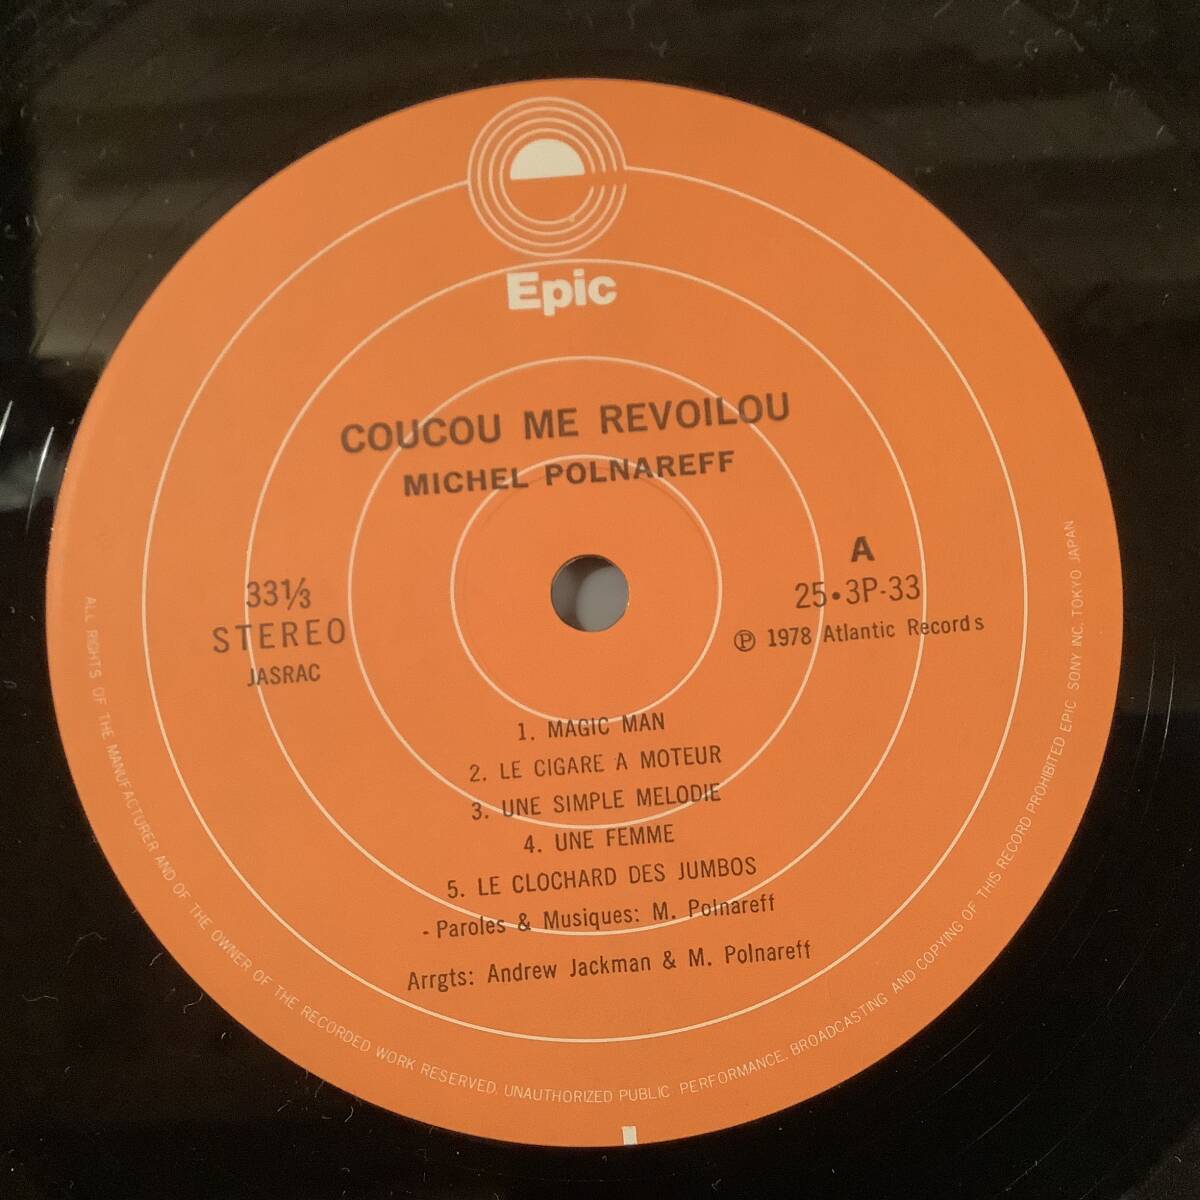 Epic
COUCOU ME REVOILOU
MICHEL POLNAREFF
33⅓
STEREO
JASRAC
A
25・3P-33
Ⓟ 1978 Atlantic Records
1. MAGIC MAN
2. LE CIGARE A MOTEUR
3. UNE SIMPLE MELODIE
4. UNE FEMME
5. LE CLOCHARD DES JUMBOS
- Paroles & Musiques: M. Polnareff
Arrgts: Andrew Jackman & M. Polnareff
ALL RIGHTS OF THE MANUFACTURER AND OF THE OWNER OF THE RECORDED WORK RESERVED. UNAUTHORIZED PUBLIC PERFORMANCE. BROADCASTING AND COPYING OF THIS RECORD PROHIBITED EPIC SONY INC. TOKYO JAPAN